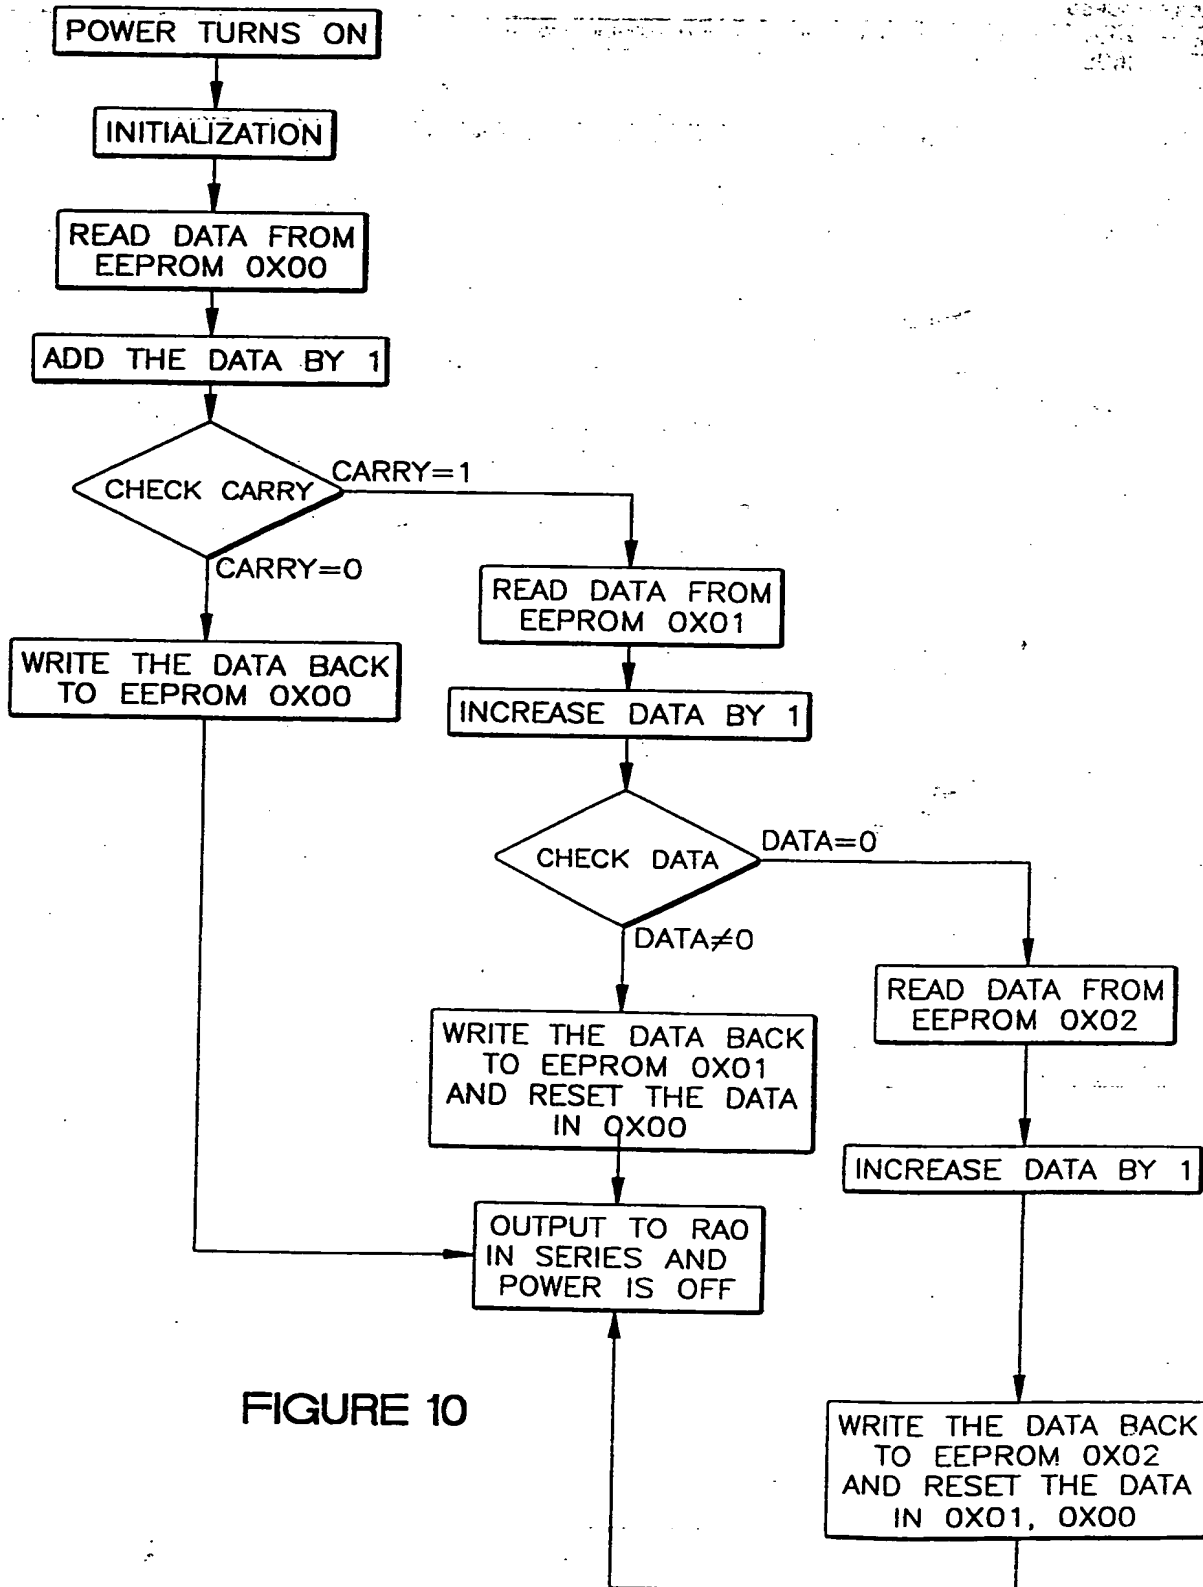 POWER TURNS ON
INITIALIZATION
READ DATA FROM
EEPROM 0X00
ADD THE DATA BY 1
CHECK CARRY
CARRY=1
CARRY=0
READ DATA FROM
EEPROM 0X01
WRITE THE DATA BACK
TO EEPROM 0X00
INCREASE DATA BY 1
CHECK DATA
DATA=0
DATA≠0
READ DATA FROM
EEPROM 0X02
WRITE THE DATA BACK
TO EEPROM 0X01
AND RESET THE DATA
IN 0X00
INCREASE DATA BY 1
OUTPUT TO RA0
IN SERIES AND
POWER IS OFF
FIGURE 10
WRITE THE DATA BACK
TO EEPROM 0X02
AND RESET THE DATA
IN 0X01, 0X00